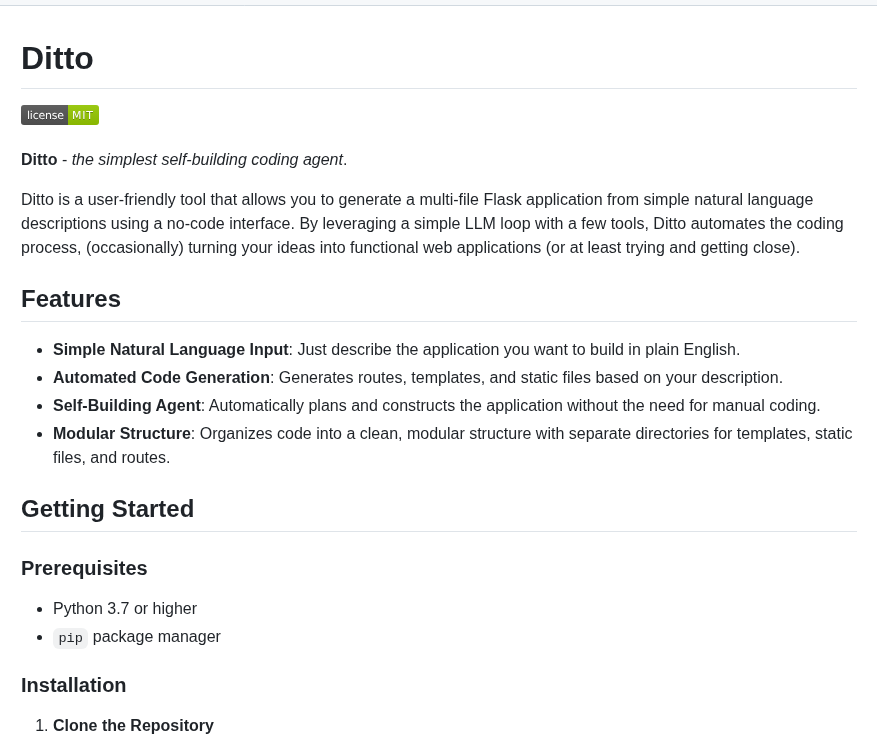 Ditto
license MIT
Ditto - the simplest self-building coding agent.
Ditto is a user-friendly tool that allows you to generate a multi-file Flask application from simple natural language
descriptions using a no-code interface. By leveraging a simple LLM loop with a few tools, Ditto automates the coding
process, (occasionally) turning your ideas into functional web applications (or at least trying and getting close).
Features
• Simple Natural Language Input: Just describe the application you want to build in plain English.
• Automated Code Generation: Generates routes, templates, and static files based on your description.
• Self-Building Agent: Automatically plans and constructs the application without the need for manual coding.
• Modular Structure: Organizes code into a clean, modular structure with separate directories for templates, static
files, and routes.
Getting Started
Prerequisites
• Python 3.7 or higher
• pip package manager
Installation
1. Clone the Repository